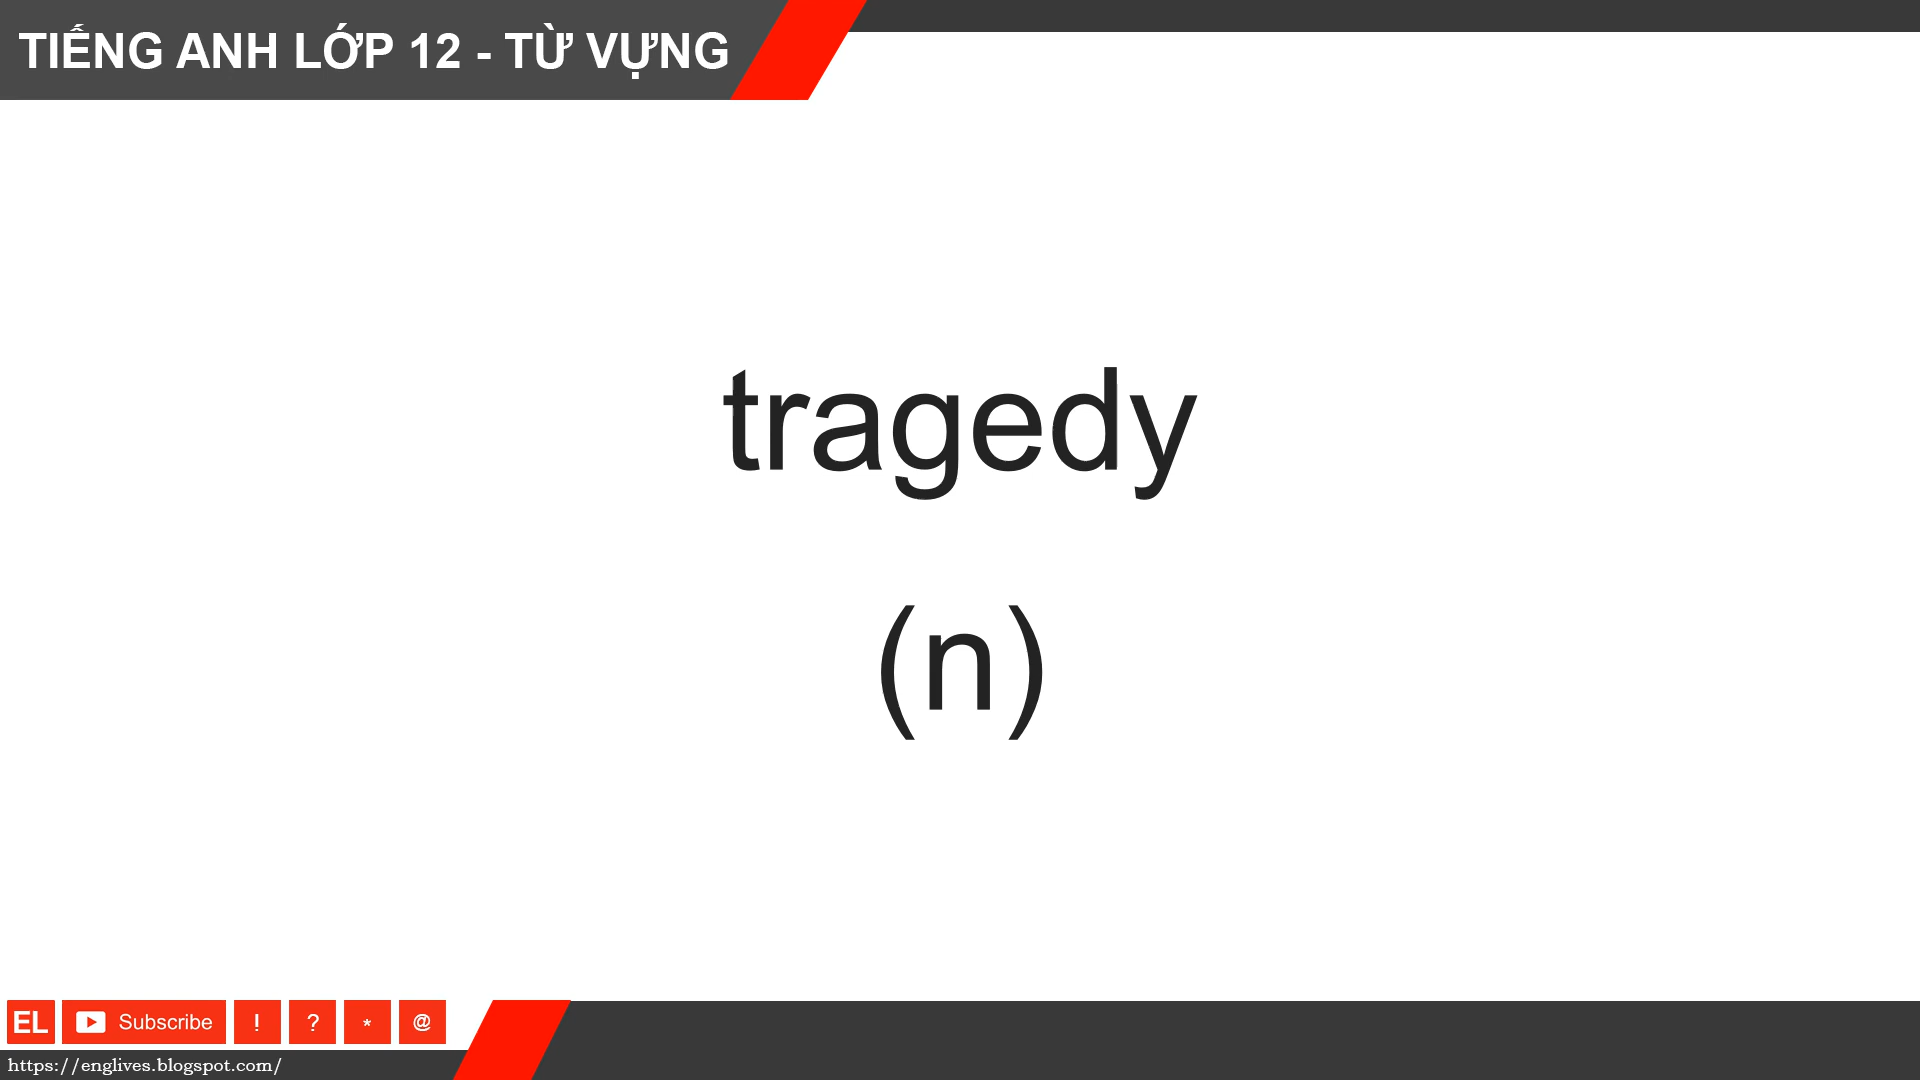 TIẾNG ANH LỚP 12 - TỪ VỰNG
tragedy
(n)
EL Subscribe ! ? * @
https://englives.blogspot.com/